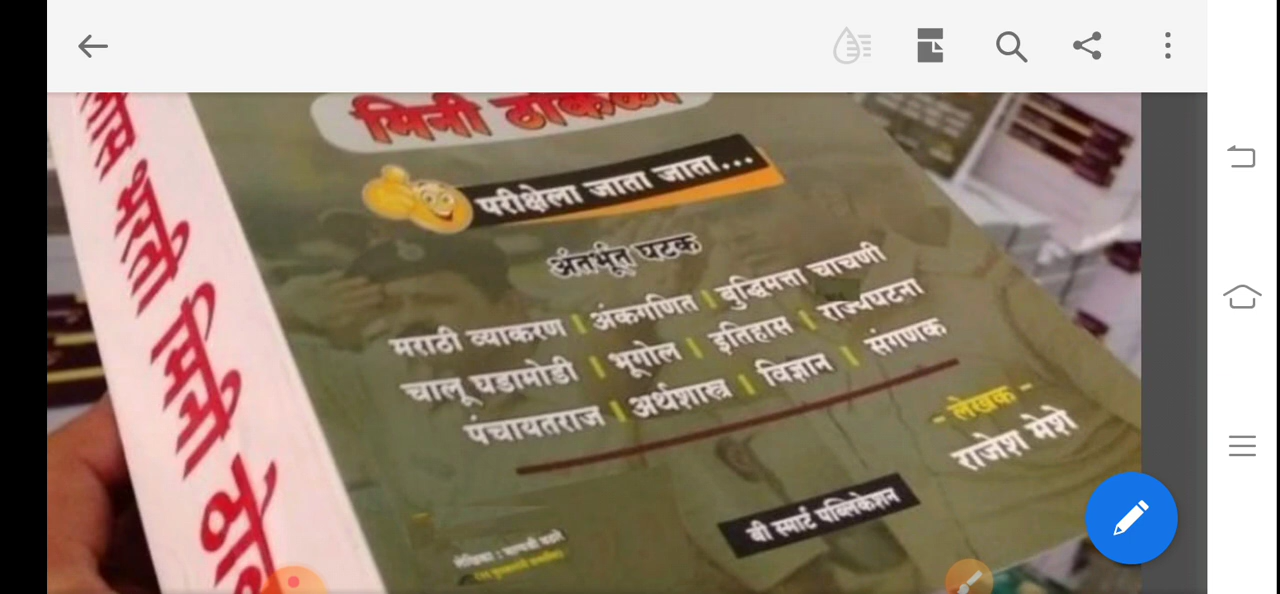 मिनी ठोकळा
परीक्षेला जाता जाता...
अंतर्भूत घटक
मराठी व्याकरण | अंकगणित | बुद्धिमत्ता चाचणी
चालू घडामोडी | भूगोल | इतिहास | राज्यघटना
पंचायतराज | अर्थशास्त्र | विज्ञान | संगणक
- लेखक -
राजेश मेशे
बी स्मार्ट पब्लिकेशन
भरती मिनी